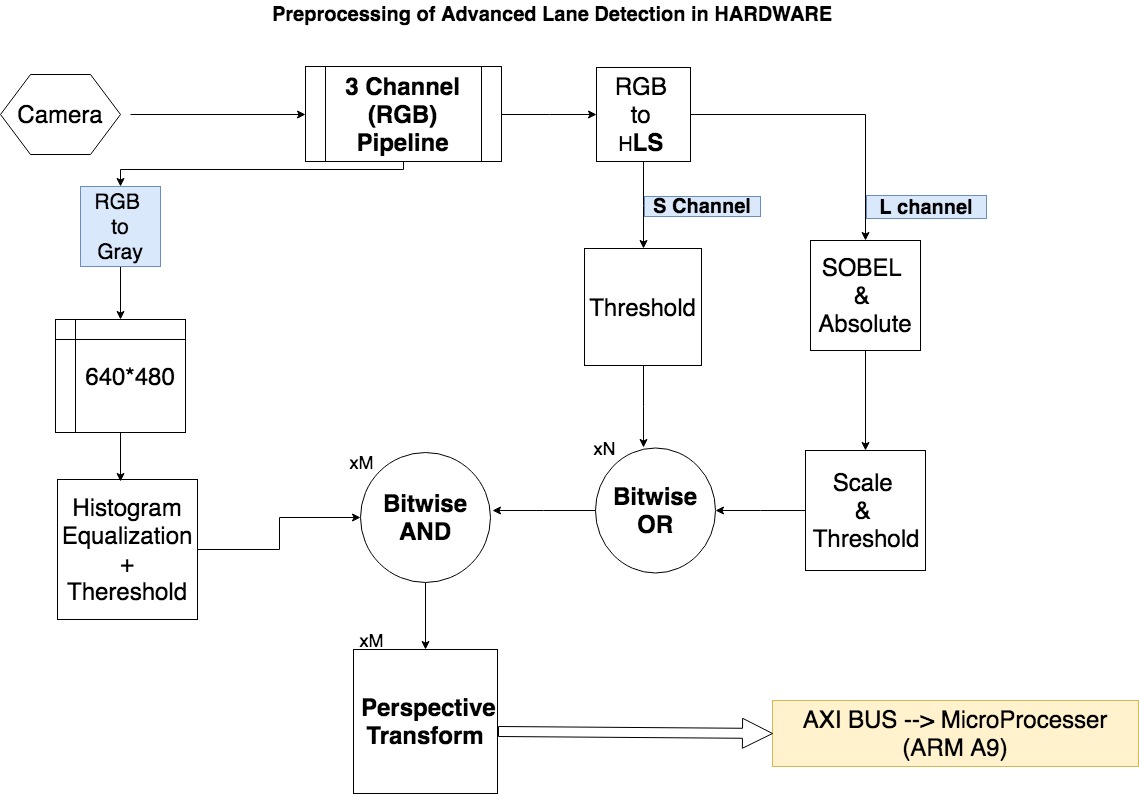 Preprocessing of Advanced Lane Detection in HARDWARE
Camera
3 Channel
(RGB)
Pipeline
RGB
to
HLS
RGB
to
Gray
S Channel
L channel
640*480
Threshold
SOBEL
&
Absolute
Histogram
Equalization
+
Thereshold
xM
Bitwise
AND
xN
Bitwise
OR
Scale
&
Threshold
xM
Perspective
Transform
AXI BUS --> MicroProcesser
(ARM A9)